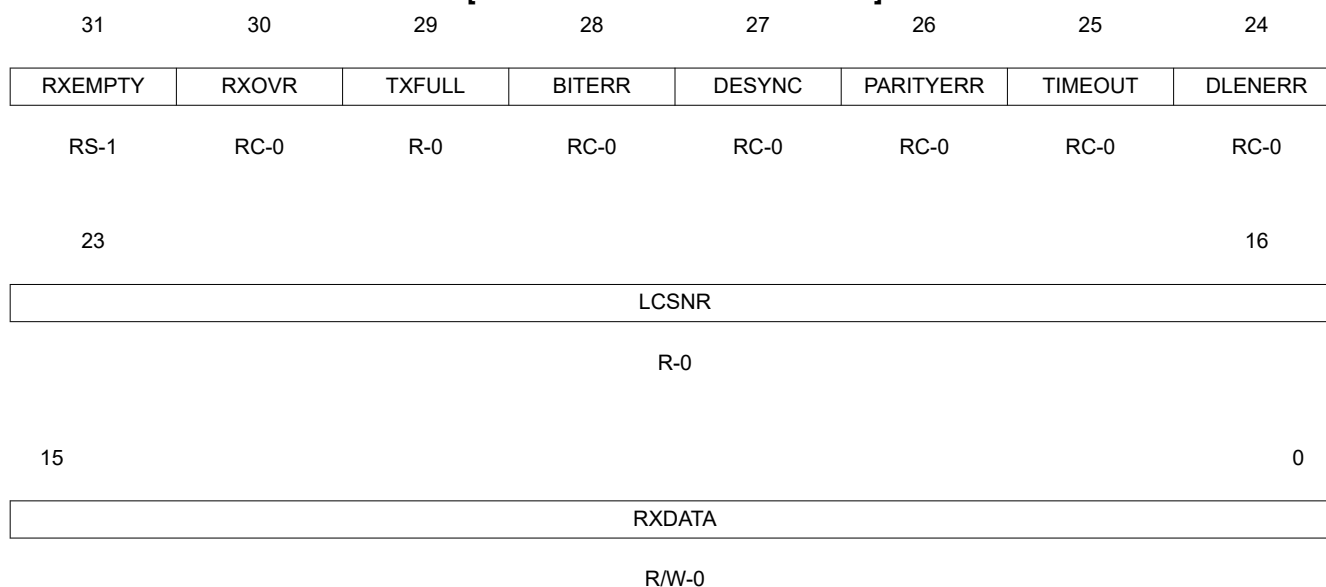 [ ]
31 30 29 28 27 26 25 24
RXEMPTY RXOVR TXFULL BITERR DESYNC PARITYERR TIMEOUT DLENERR
RS-1 RC-0 R-0 RC-0 RC-0 RC-0 RC-0 RC-0
23 16
LCSNR
R-0
15 0
RXDATA
R/W-0